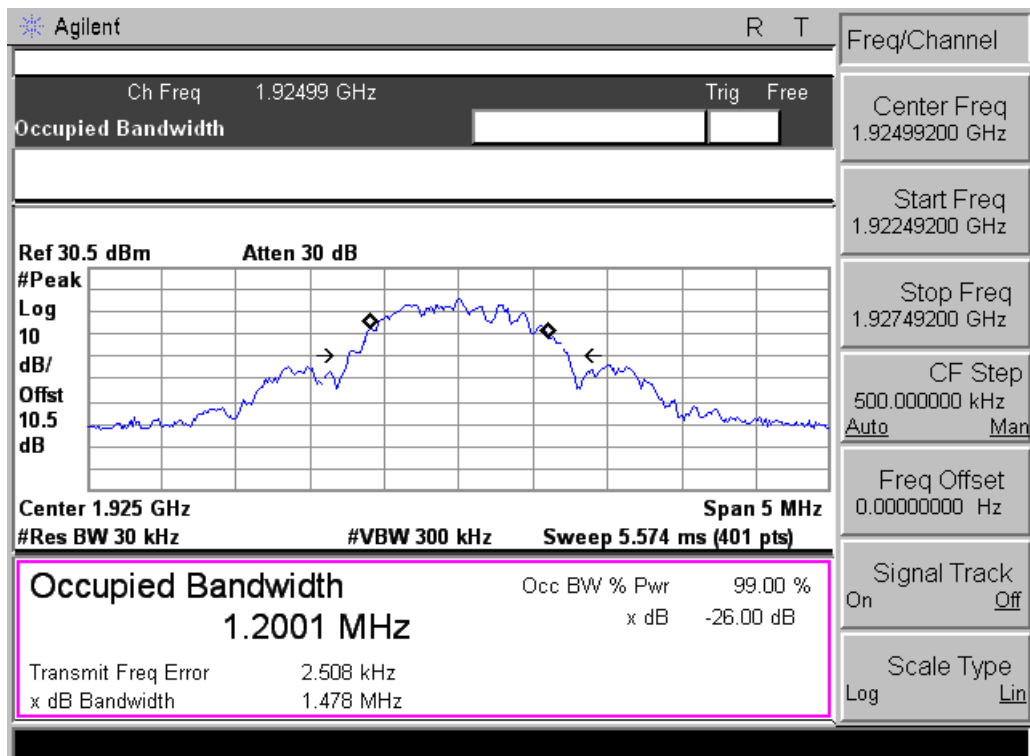 Agilent R T
Ch Freq 1.92499 GHz Trig Free
Occupied Bandwidth
Ref 30.5 dBm Atten 30 dB
#Peak
Log
10
dB/
Offst
10.5
dB
Center 1.925 GHz Span 5 MHz
#Res BW 30 kHz #VBW 300 kHz Sweep 5.574 ms (401 pts)
Occupied Bandwidth Occ BW % Pwr 99.00 %
1.2001 MHz x dB -26.00 dB
Transmit Freq Error 2.508 kHz
x dB Bandwidth 1.478 MHz
Freq/Channel
Center Freq
1.92499200 GHz
Start Freq
1.92249200 GHz
Stop Freq
1.92749200 GHz
CF Step
500.000000 kHz
Auto Man
Freq Offset
0.00000000 Hz
Signal Track
On Off
Scale Type
Log Lin